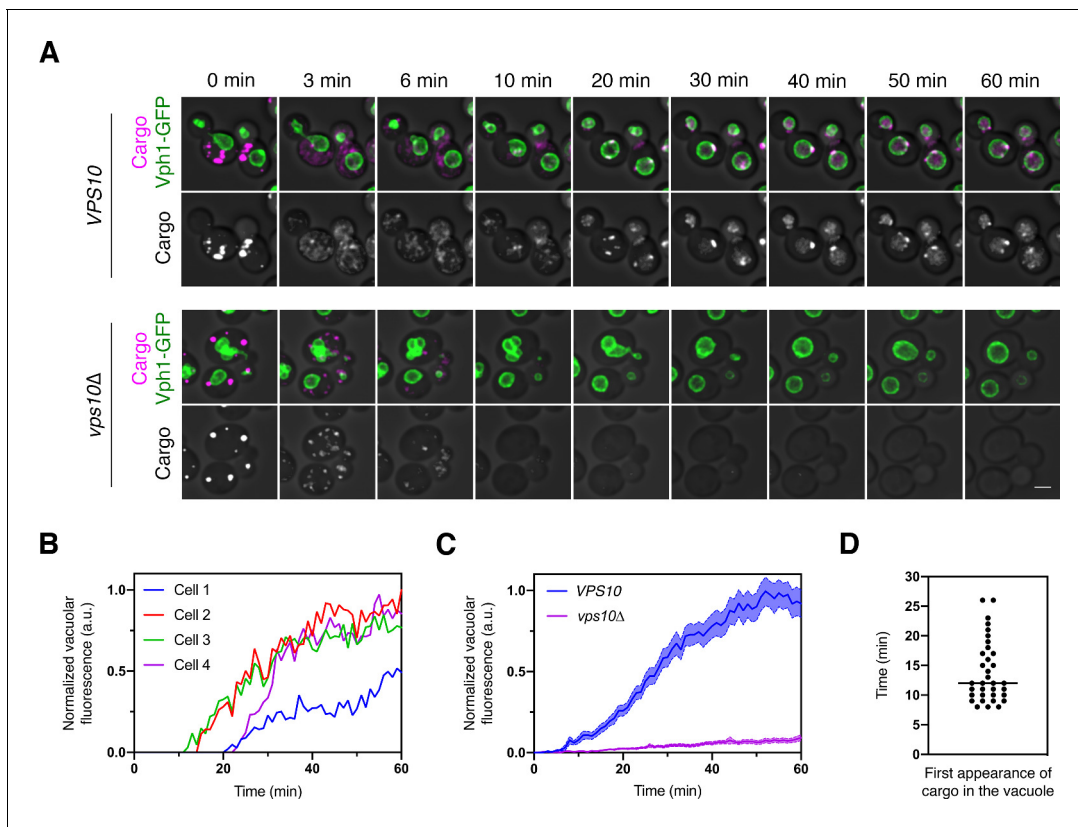 A
0 min 3 min 6 min 10 min 20 min 30 min 40 min 50 min 60 min
VPS10
Cargo
Vph1-GFP
Cargo
vps10Δ
Cargo
Vph1-GFP
Cargo
B
Normalized vacuolar
fluorescence (a.u.)
1.0
0.5
0.0
Cell 1
Cell 2
Cell 3
Cell 4
0 20 40 60
Time (min)
C
Normalized vacuolar
fluorescence (a.u.)
1.0
0.5
0.0
VPS10
vps10Δ
0 20 40 60
Time (min)
D
Time (min)
30
25
20
15
10
5
0
First appearance of
cargo in the vacuole